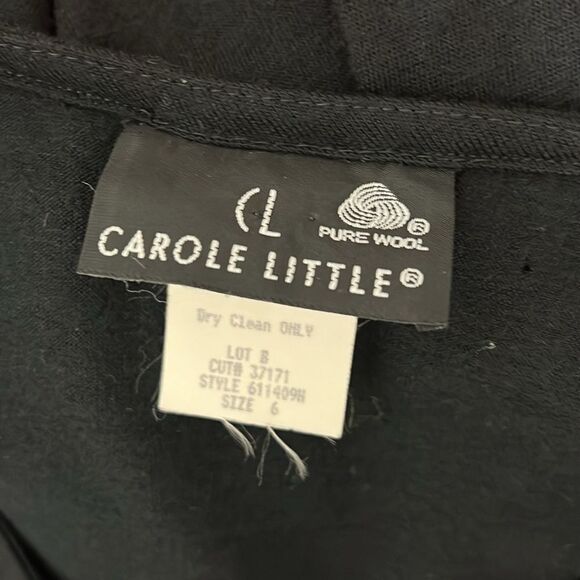 CL
PURE WOOL®
CAROLE LITTLE®
Dry Clean ONLY
LOT B
CUT# 37171
STYLE 611409H
SIZE 6